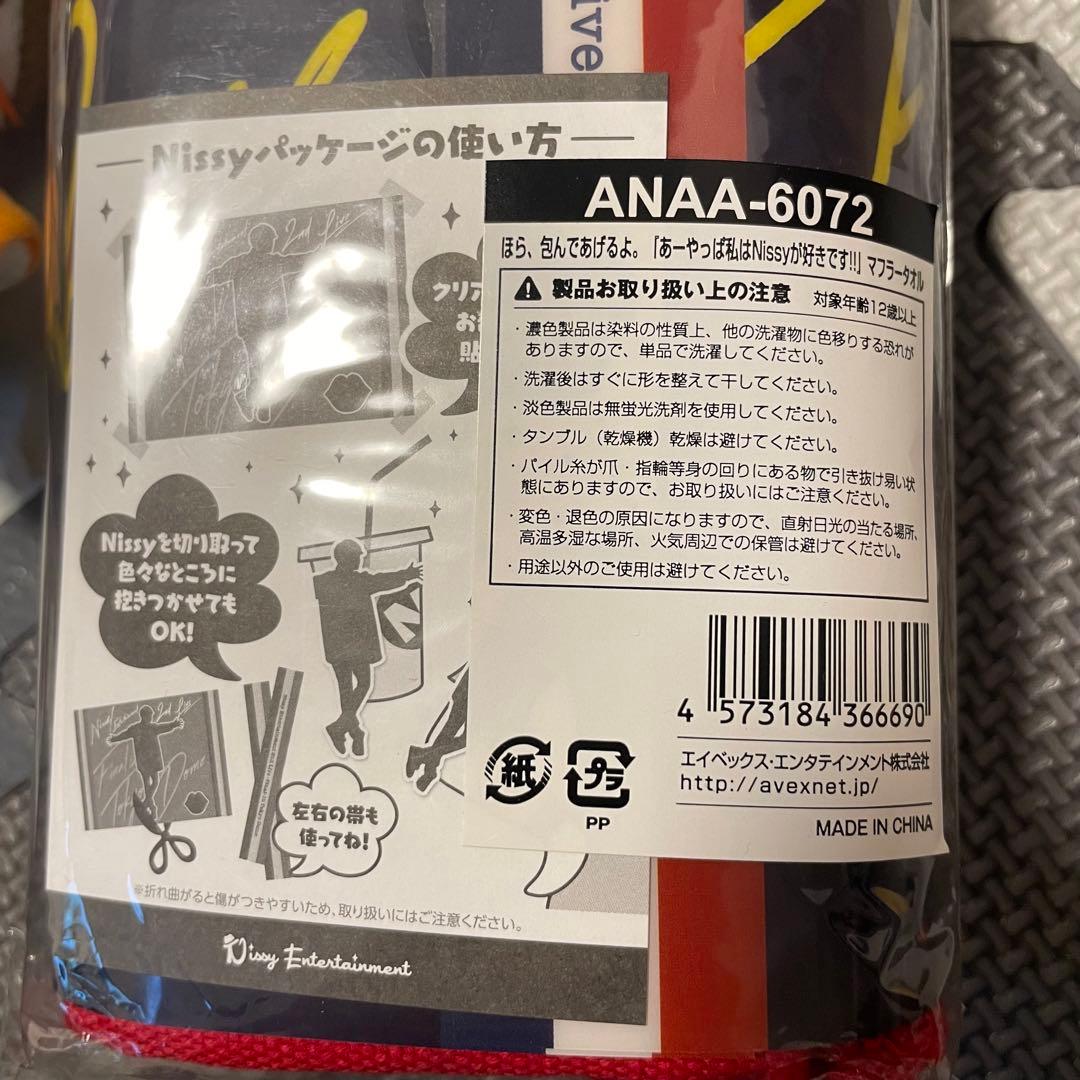 ive
Nissyパッケージの使い方
2nd Live
クリア
お
貼
Nissyを切り取って
色々なところに
抱きつかせても
OK!
2nd Live
Dome
左右の帯も
使ってね!
※折れ曲がると傷がつきやすいため、取り扱いにはご注意ください。
Nissy Entertainment
ANAA-6072
ほら、包んであげるよ。「あーやっぱ私はNissyが好きです!!」マフラータオル
製品お取り扱い上の注意 対象年齢12歳以上
・濃色製品は染料の性質上、他の洗濯物に色移りする恐れが
ありますので、単品で洗濯してください。
・洗濯後はすぐに形を整えて干してください。
・淡色製品は無蛍光洗剤を使用してください。
・タンブル（乾燥機）乾燥は避けてください。
・パイル糸が爪・指輪等身の回りにある物で引き抜け易い状
態にありますので、お取り扱いにはご注意ください。
・変色・退色の原因になりますので、直射日光の当たる場所、
高温多湿な場所、火気周辺での保管は避けてください。
・用途以外のご使用は避けてください。
4 573184 366690
紙
プラ
PP
エイベックス・エンタテインメント株式会社
http://avexnet.jp/
MADE IN CHINA